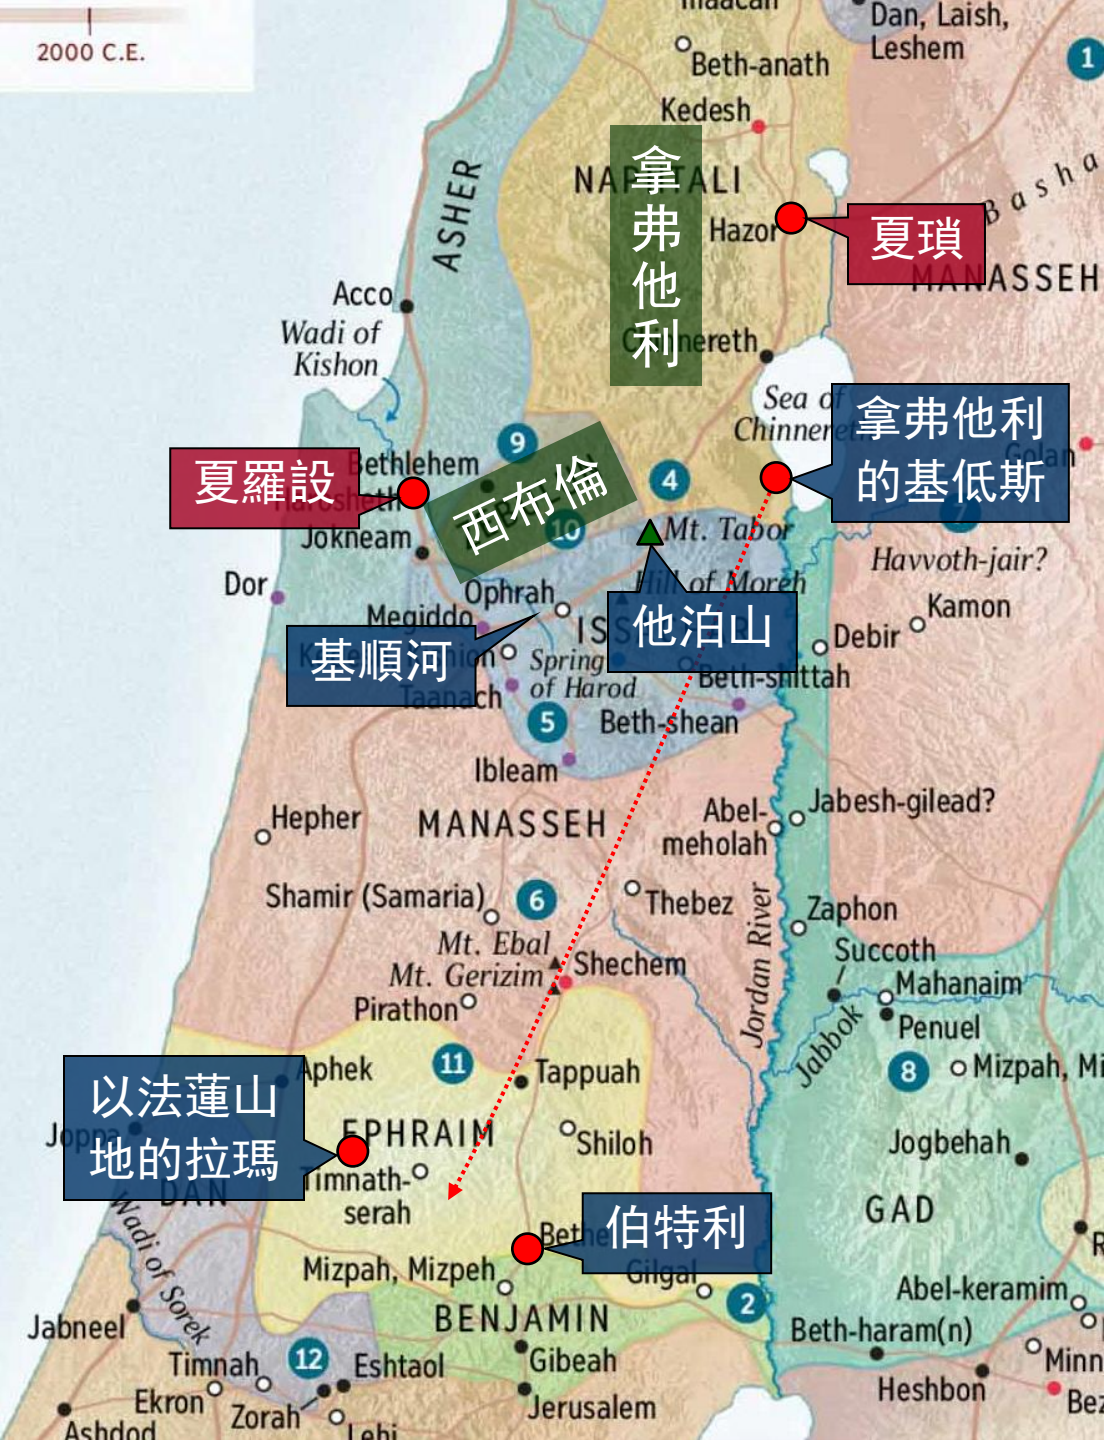 2000 C.E.
Maacah
Dan, Laish,
Leshem
1
Beth-anath
Kedesh
拿弗他利
ASHER
NAPHTALI
Hazor
夏瑣
Basha
MANASSEH
Acco
Wadi of
Kishon
Chinnereth
Sea of
Chinnereth
拿弗他利
的基低斯
Golan
9
4
7
夏羅設
Bethlehem
Harosheth
西布倫
10
Jokneam
Mt. Tabor
Havvoth-jair?
Dor
Ophrah
Hill of Moreh
Kamon
Megiddo
他泊山
Debir
基順河
Spring
of Harod
Beth-shittah
Taanach
5
Beth-shean
Ibleam
Hepher
MANASSEH
Abel-
meholah
Jabesh-gilead?
Shamir (Samaria)
6
Thebez
Zaphon
Mt. Ebal
Mt. Gerizim
Shechem
Jordan River
Succoth
Mahanaim
Pirathon
Jabbok
Penuel
以法蓮山
地的拉瑪
Aphek
11
Tappuah
8
Mizpah, Mi
Joppa
EPHRAIM
Shiloh
Jogbehah
DAN
Timnath-
serah
GAD
Wadi of Sorek
Bethe
伯特利
R
Mizpah, Mizpeh
Gilgal
2
Abel-keramim
Jabneel
BENJAMIN
Beth-haram(n)
12
Timnah
Eshtaol
Gibeah
Minn
Ekron
Zorah
Jerusalem
Heshbon
Bez
Ashdod
Lehi